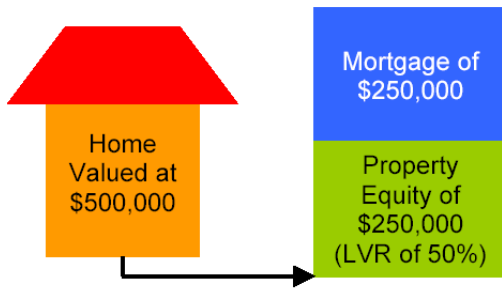 Home
Valued at
$500,000
Mortgage of
$250,000
Property
Equity of
$250,000
(LVR of 50%)